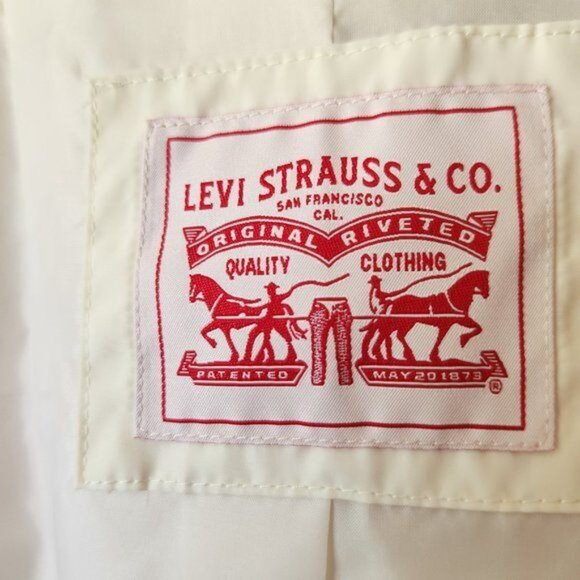 LEVI STRAUSS & CO.
SAN FRANCISCO
CAL.
ORIGINAL RIVETED
QUALITY CLOTHING
PATENTED MAY 20 1873 ®